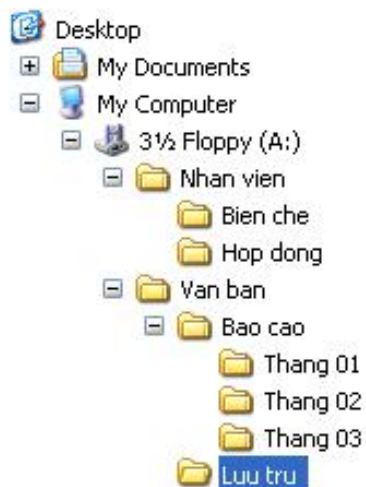 Desktop
My Documents
My Computer
3½ Floppy (A:)
Nhan vien
Bien che
Hop dong
Van ban
Bao cao
Thang 01
Thang 02
Thang 03
Luu tru